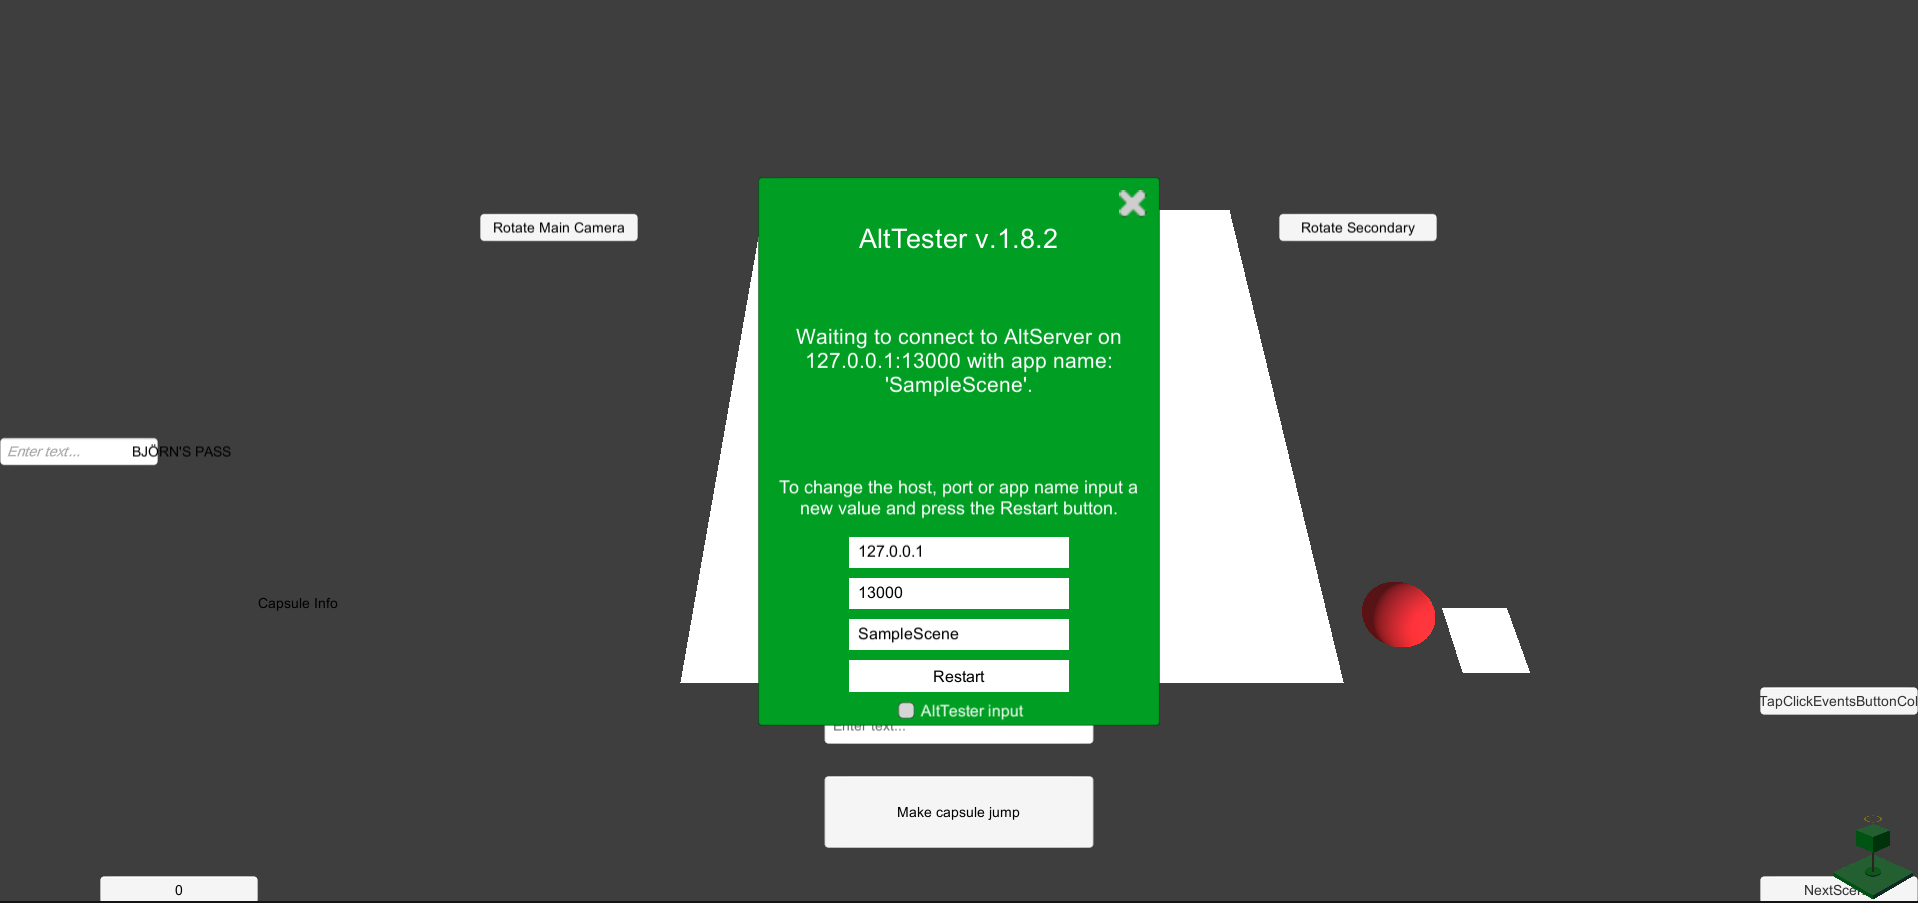 Rotate Main Camera
Rotate Secondary
AltTester v.1.8.2
Waiting to connect to AltServer on
127.0.0.1:13000 with app name:
'SampleScene'.
Enter text...
BJÖRN'S PASS
To change the host, port or app name input a
new value and press the Restart button.
127.0.0.1
13000
Capsule Info
SampleScene
Restart
AltTester input
TapClickEventsButtonCol
Enter text...
Make capsule jump
0